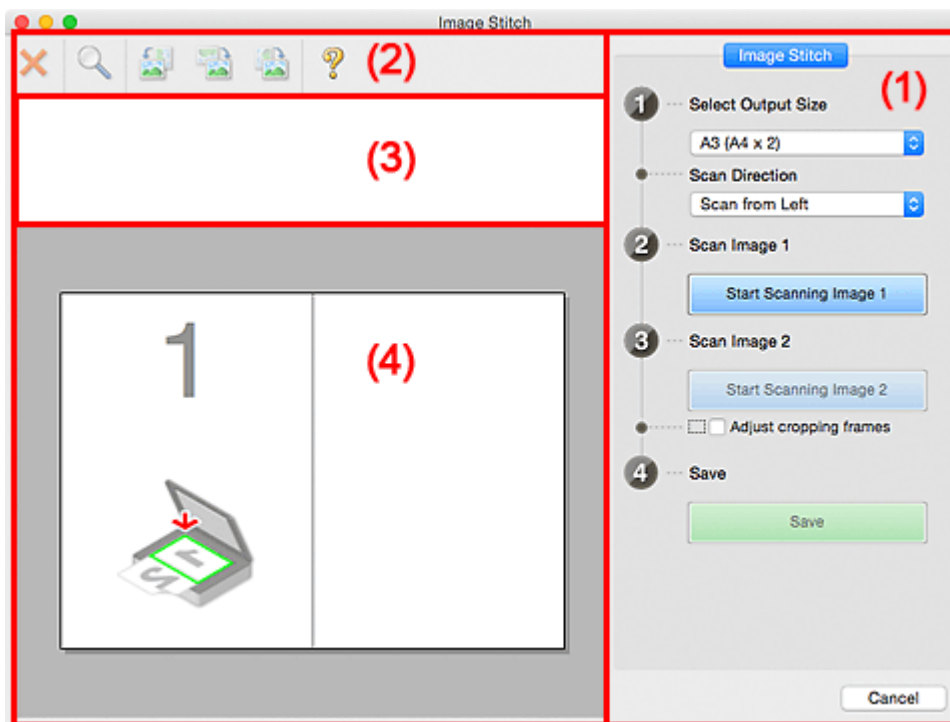 Image Stitch
(2)
(3)
1
(4)
1
2
Image Stitch
(1)
1 Select Output Size
A3 (A4 x 2)
Scan Direction
Scan from Left
2 Scan Image 1
Start Scanning Image 1
3 Scan Image 2
Start Scanning Image 2
Adjust cropping frames
4 Save
Save
Cancel